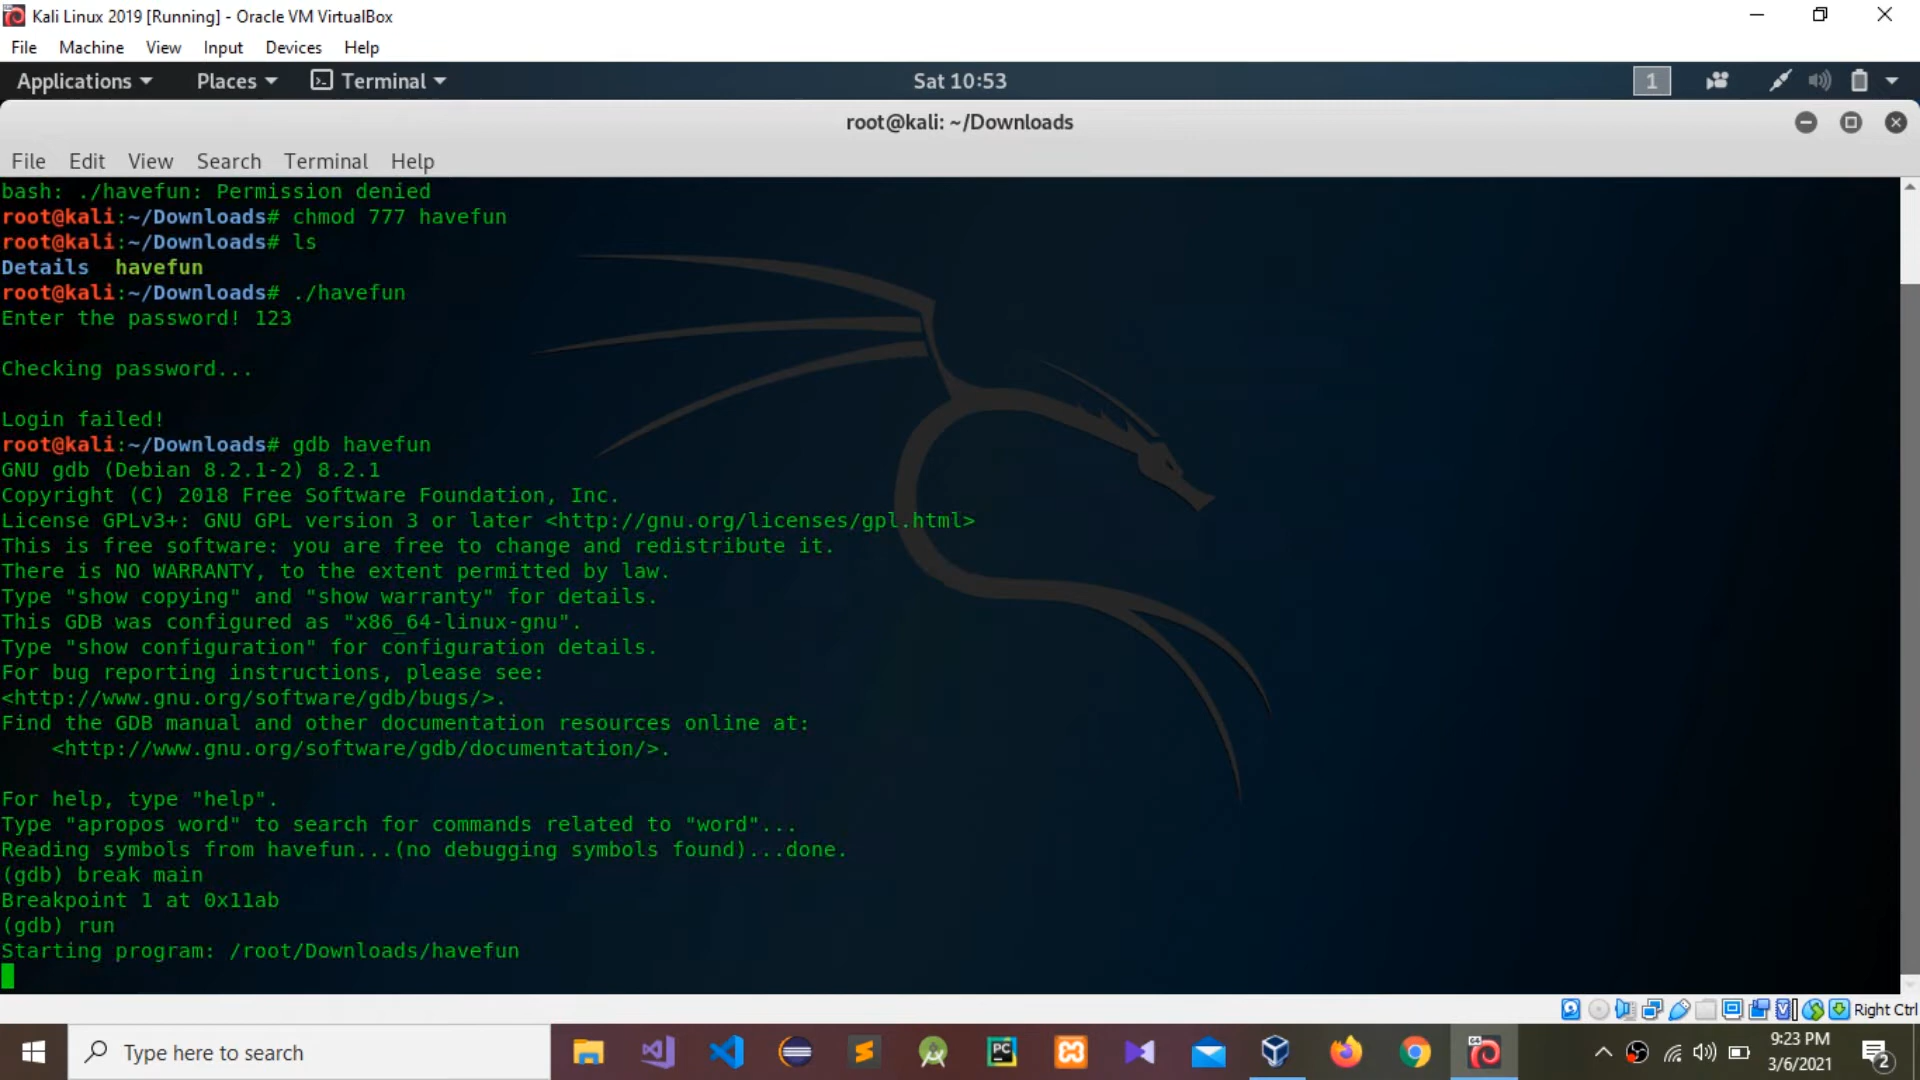 Kali Linux 2019 [Running] - Oracle VM VirtualBox
File Machine View Input Devices Help
Applications Places Terminal Sat 10:53 1
root@kali: ~/Downloads
File Edit View Search Terminal Help
bash: ./havefun: Permission denied
root@kali:~/Downloads# chmod 777 havefun
root@kali:~/Downloads# ls
Details havefun
root@kali:~/Downloads# ./havefun
Enter the password! 123
Checking password...
Login failed!
root@kali:~/Downloads# gdb havefun
GNU gdb (Debian 8.2.1-2) 8.2.1
Copyright (C) 2018 Free Software Foundation, Inc.
License GPLv3+: GNU GPL version 3 or later <http://gnu.org/licenses/gpl.html>
This is free software: you are free to change and redistribute it.
There is NO WARRANTY, to the extent permitted by law.
Type "show copying" and "show warranty" for details.
This GDB was configured as "x86_64-linux-gnu".
Type "show configuration" for configuration details.
For bug reporting instructions, please see:
<http://www.gnu.org/software/gdb/bugs/>.
Find the GDB manual and other documentation resources online at:
<http://www.gnu.org/software/gdb/documentation/>.
For help, type "help".
Type "apropos word" to search for commands related to "word"...
Reading symbols from havefun...(no debugging symbols found)...done.
(gdb) break main
Breakpoint 1 at 0x11ab
(gdb) run
Starting program: /root/Downloads/havefun
Right Ctrl
Type here to search
PC
64
9:23 PM
3/6/2021
2